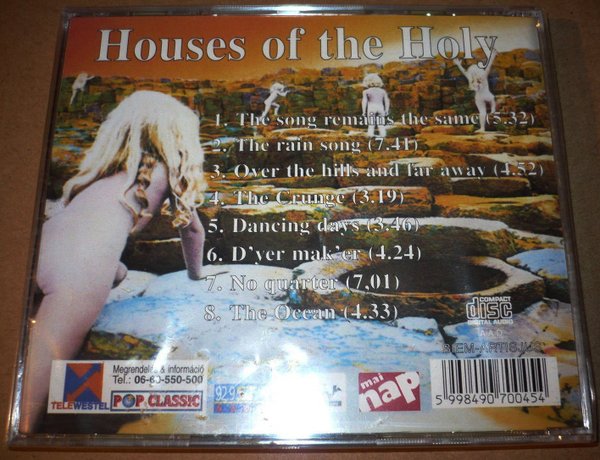 Houses of the Holy
1. The song remains the same (5.32)
2. The rain song (7.41)
3. Over the hills and far away (4.52)
4. The Crunge (3.19)
5. Dancing days (3.46)
6. D'yer mak'er (4.24)
7. No quarter (7,01)
8. The Ocean (4.33)
COMPACT
disc
DIGITAL AUDIO
AAD
BIEM-ARTISJUS
Megrendelés & információ
Tel.: 06-60-550-500
TELEWESTEL
POP CLASSIC
mai
nap
5 998490 700454